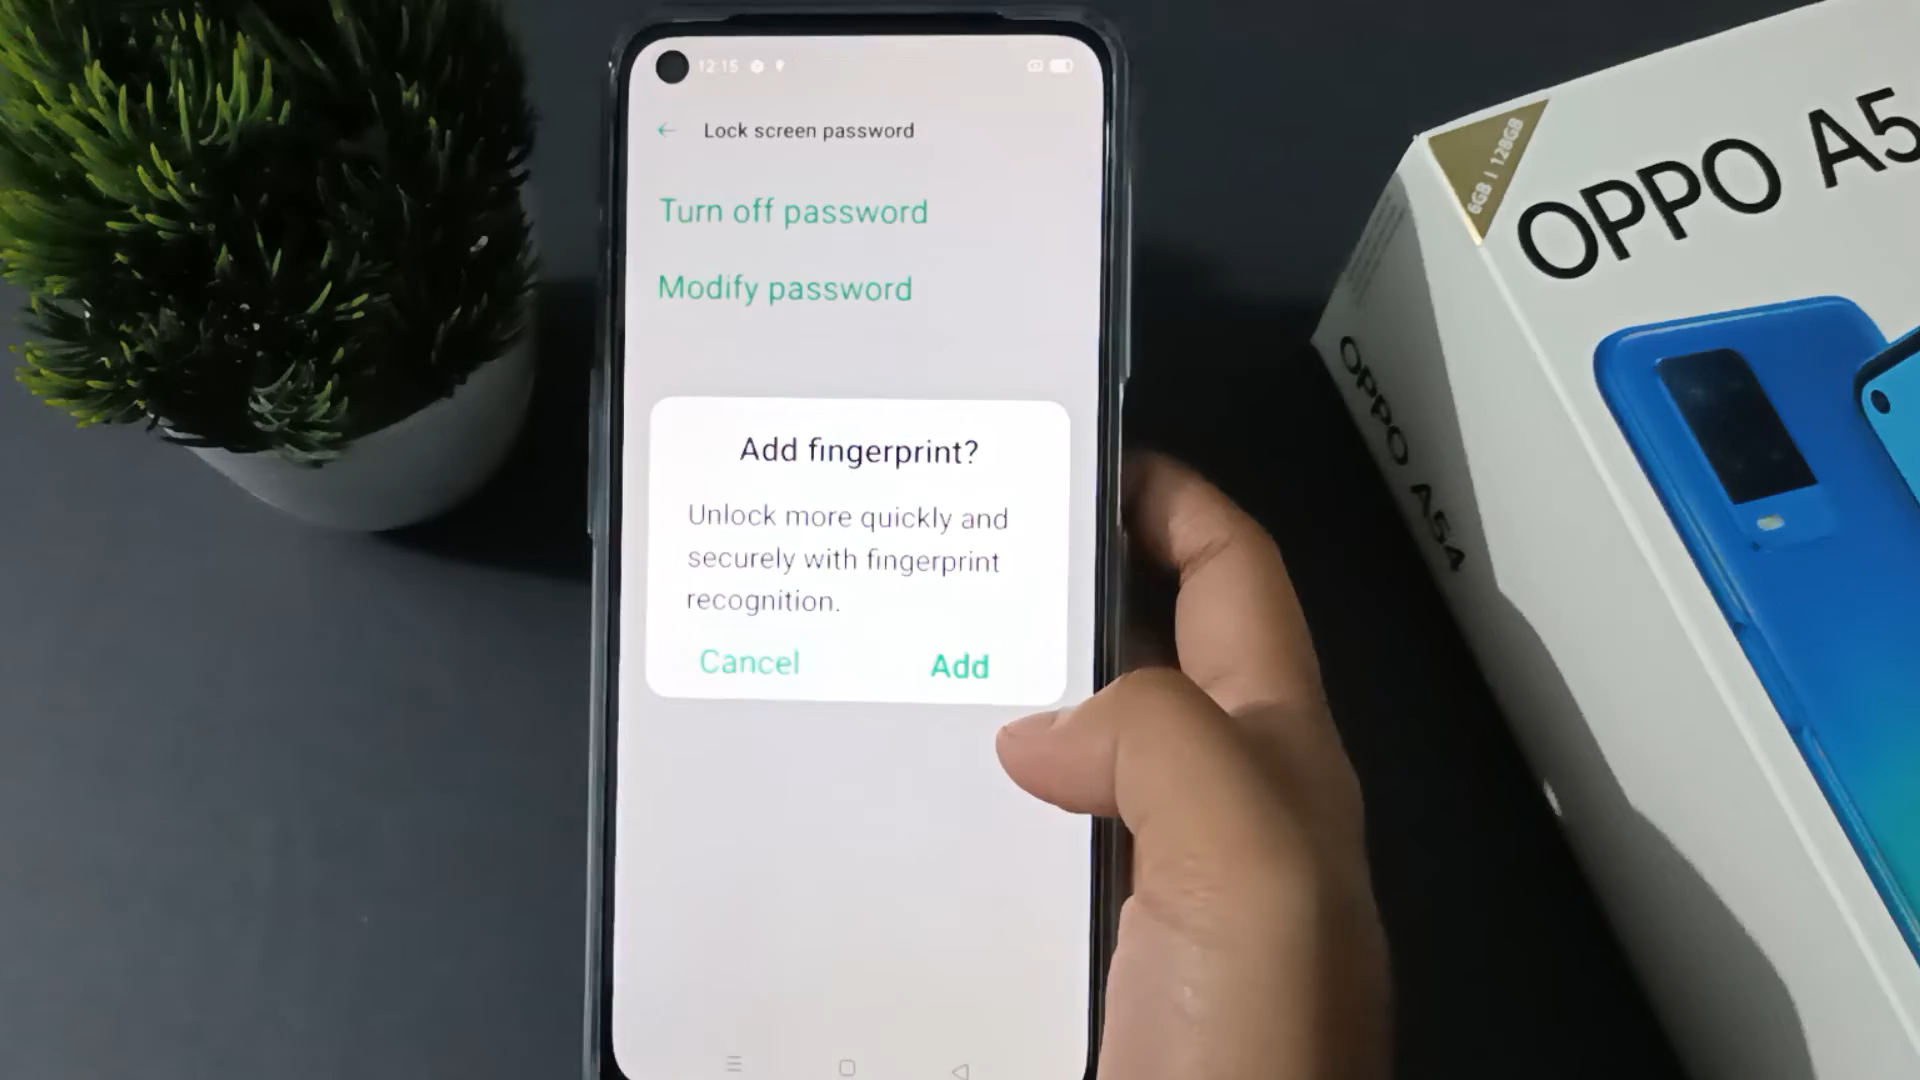 12:15
Lock screen password
Turn off password
Modify password
Add fingerprint?
Unlock more quickly and
securely with fingerprint
recognition.
Cancel
Add
6GB | 128GB
OPPO A5
OPPO A54